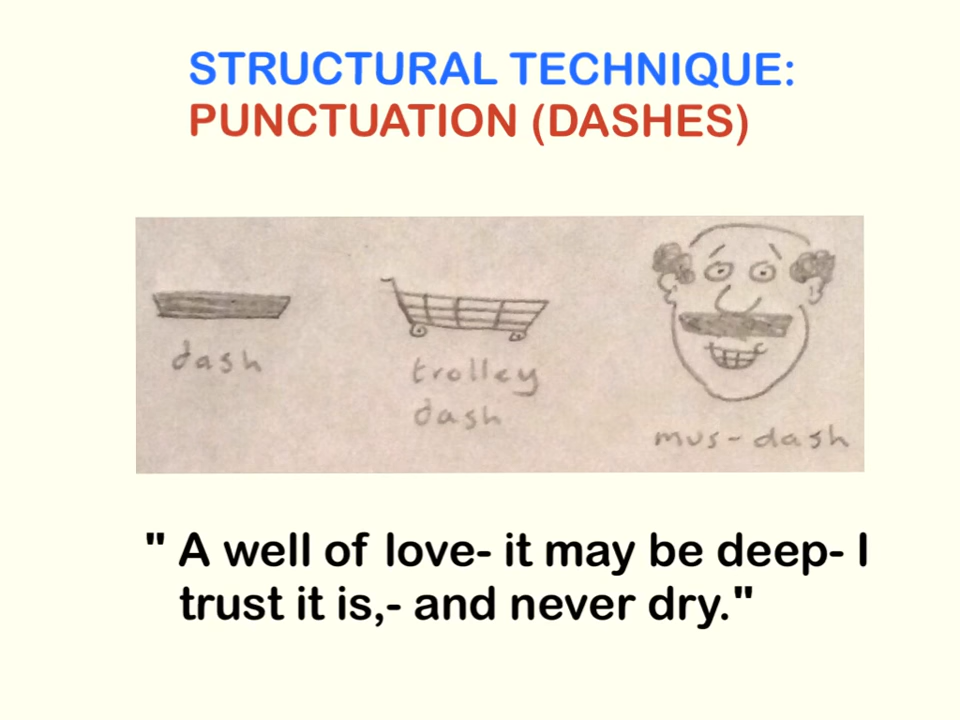 STRUCTURAL TECHNIQUE:
PUNCTUATION (DASHES)
dash
trolley
dash
mus-dash
" A well of love- it may be deep- I
trust it is,- and never dry."